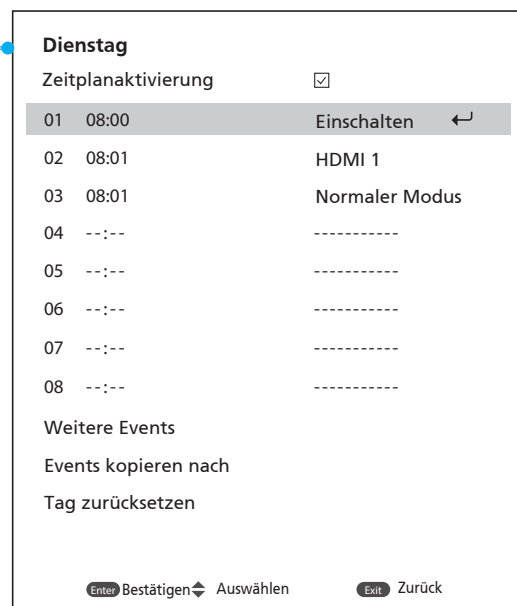 Dienstag
Zeitplanaktivierung
01 08:00 Einschalten
02 08:01 HDMI 1
03 08:01 Normaler Modus
04 --:-- -----------
05 --:-- -----------
06 --:-- -----------
07 --:-- -----------
08 --:-- -----------
Weitere Events
Events kopieren nach
Tag zurücksetzen
Enter Bestätigen Auswählen Exit Zurück